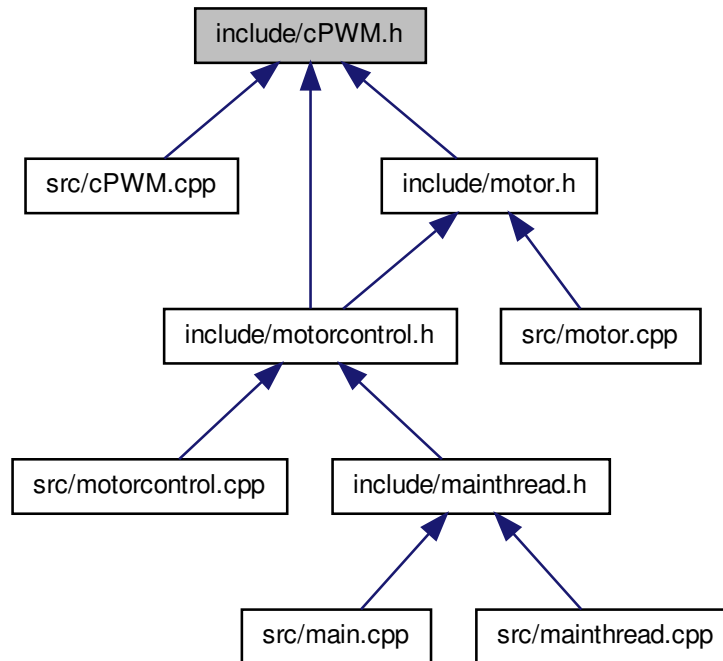 include/cPWM.h
src/cPWM.cpp
include/motor.h
include/motorcontrol.h
src/motor.cpp
src/motorcontrol.cpp
include/mainthread.h
src/main.cpp
src/mainthread.cpp